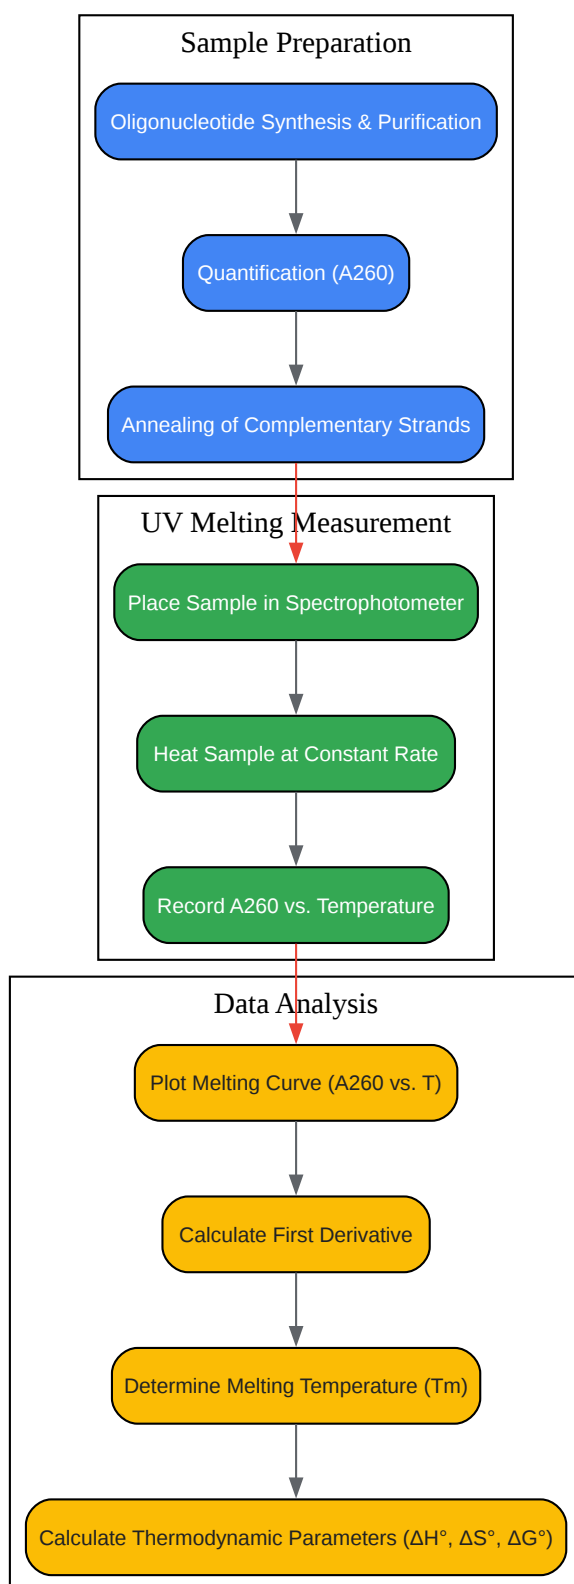 Sample Preparation
Oligonucleotide Synthesis & Purification
Quantification (A260)
Annealing of Complementary Strands
UV Melting Measurement
Place Sample in Spectrophotometer
Heat Sample at Constant Rate
Record A260 vs. Temperature
Data Analysis
Plot Melting Curve (A260 vs. T)
Calculate First Derivative
Determine Melting Temperature (Tm)
Calculate Thermodynamic Parameters (ΔH°, ΔS°, ΔG°)